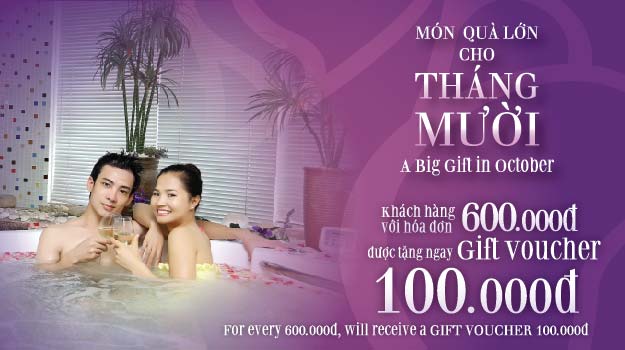 MÓN QUÀ LỚN
CHO
THÁNG
MƯỜI
A Big Gift in October
Khách hàng
với hóa đơn 600.000đ
được tặng ngay Gift voucher
100.000đ
For every 600.000đ, will receive a GIFT VOUCHER 100.000đ